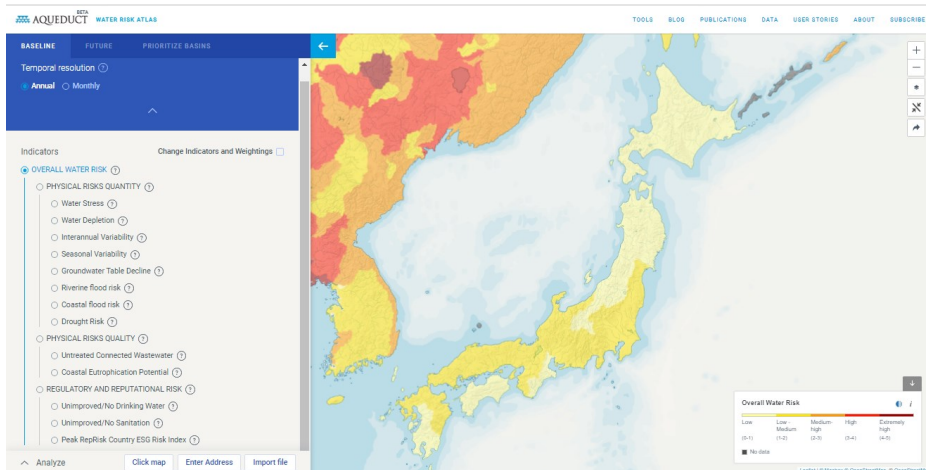 BETA
AQUEDUCT WATER RISK ATLAS
TOOLS BLOG PUBLICATIONS DATA USER STORIES ABOUT SUBSCRIBE
BASELINE FUTURE PRIORITIZE BASINS
Temporal resolution ?
Annual Monthly
Indicators Change Indicators and Weightings
OVERALL WATER RISK ?
PHYSICAL RISKS QUANTITY ?
Water Stress ?
Water Depletion ?
Interannual Variability ?
Seasonal Variability ?
Groundwater Table Decline ?
Riverine flood risk ?
Coastal flood risk ?
Drought Risk ?
PHYSICAL RISKS QUALITY ?
Untreated Connected Wastewater ?
Coastal Eutrophication Potential ?
REGULATORY AND REPUTATIONAL RISK ?
Unimproved/No Drinking Water ?
Unimproved/No Sanitation ?
Peak RepRisk Country ESG Risk Index ?
Analyze Click map Enter Address Import file
Overall Water Risk i
Low Low - Medium Medium - high High Extremely high
(0-1) (1-2) (2-3) (3-4) (4-5)
No data